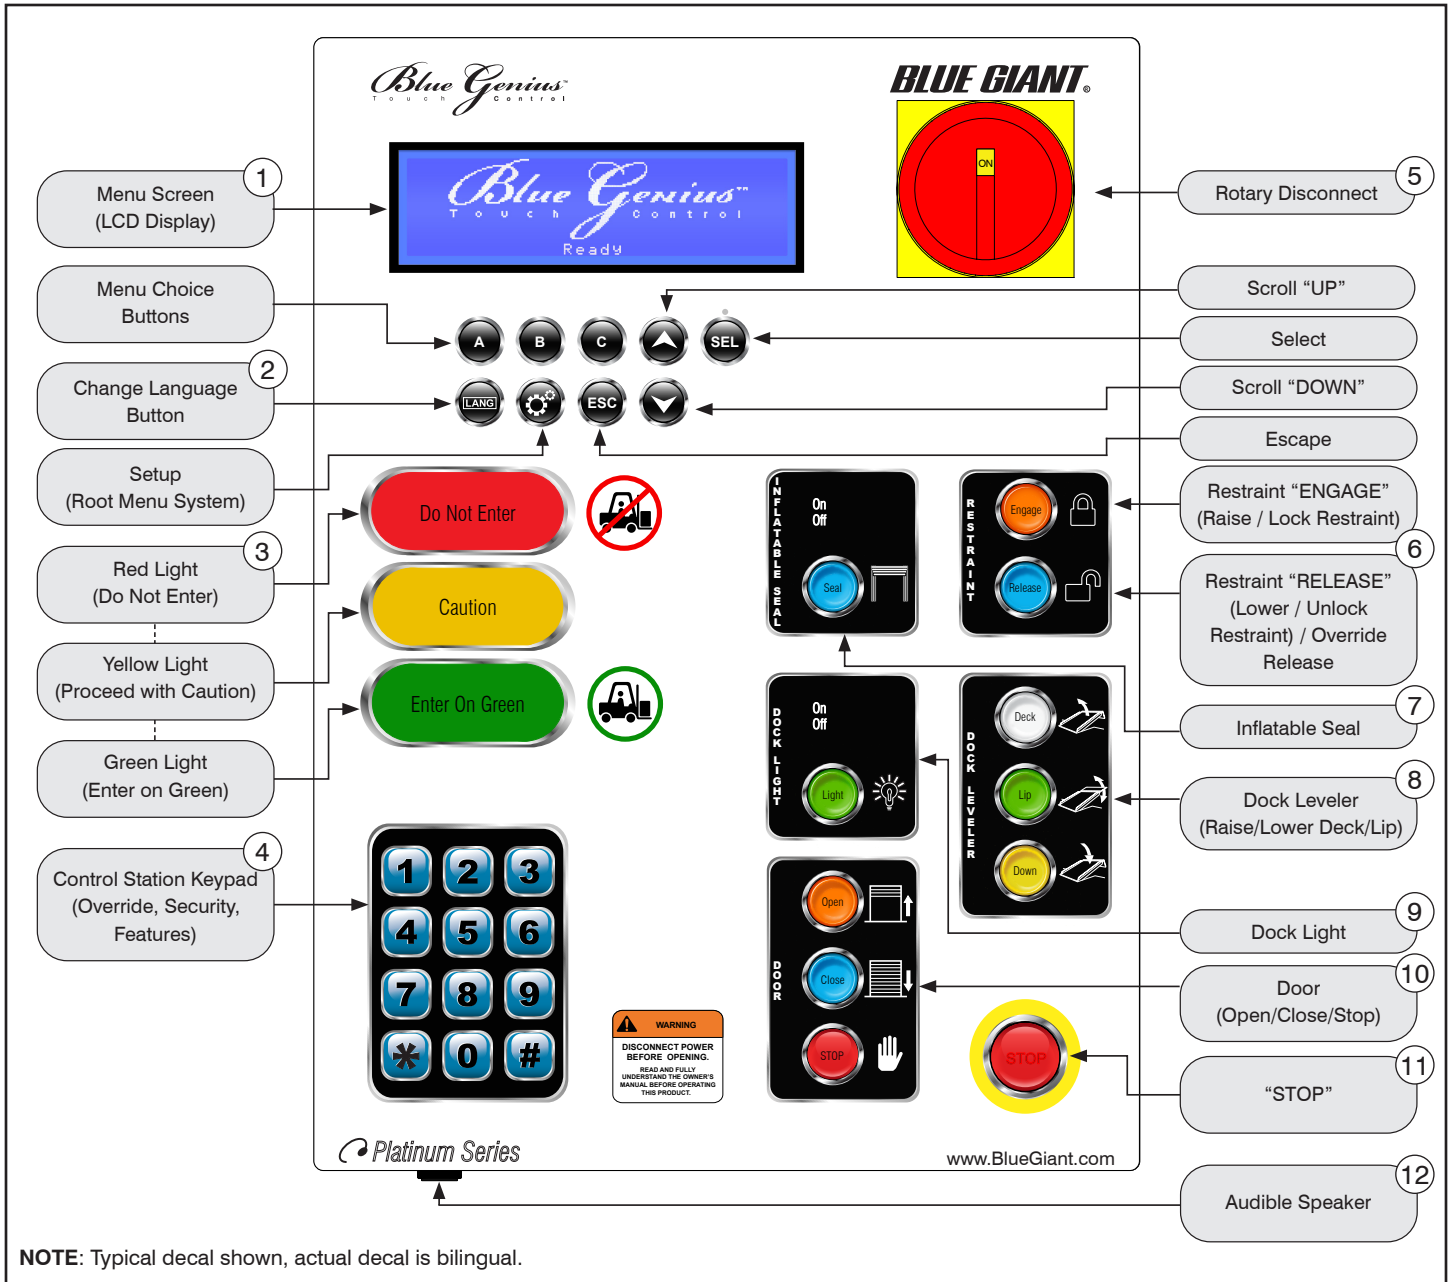 Blue Genius™
Touch Control
BLUE GIANT®
ON
Blue Genius™
Touch Control
Ready
1
Menu Screen
(LCD Display)
Menu Choice
Buttons
2
Change Language
Button
Setup
(Root Menu System)
3
Red Light
(Do Not Enter)
Yellow Light
(Proceed with Caution)
Green Light
(Enter on Green)
4
Control Station Keypad
(Override, Security,
Features)
5
Rotary Disconnect
Scroll “UP”
Select
Scroll “DOWN”
Escape
Restraint “ENGAGE”
(Raise / Lock Restraint)
6
Restraint “RELEASE”
(Lower / Unlock
Restraint) / Override
Release
7
Inflatable Seal
8
Dock Leveler
(Raise/Lower Deck/Lip)
9
Dock Light
10
Door
(Open/Close/Stop)
11
“STOP”
12
Audible Speaker
A B C SEL
LANG ESC
Do Not Enter
Caution
Enter On Green
INFLATABLE SEAL
On
Off
Seal
RESTRAINT
Engage
Release
DOCK LIGHT
On
Off
Light
DOCK LEVELER
Deck
Lip
Down
DOOR
Open
Close
STOP
STOP
1 2 3
4 5 6
7 8 9
* 0 #
WARNING
DISCONNECT POWER
BEFORE OPENING.
READ AND FULLY
UNDERSTAND THE OWNER'S
MANUAL BEFORE OPERATING
THIS PRODUCT.
Platinum Series
www.BlueGiant.com
NOTE: Typical decal shown, actual decal is bilingual.